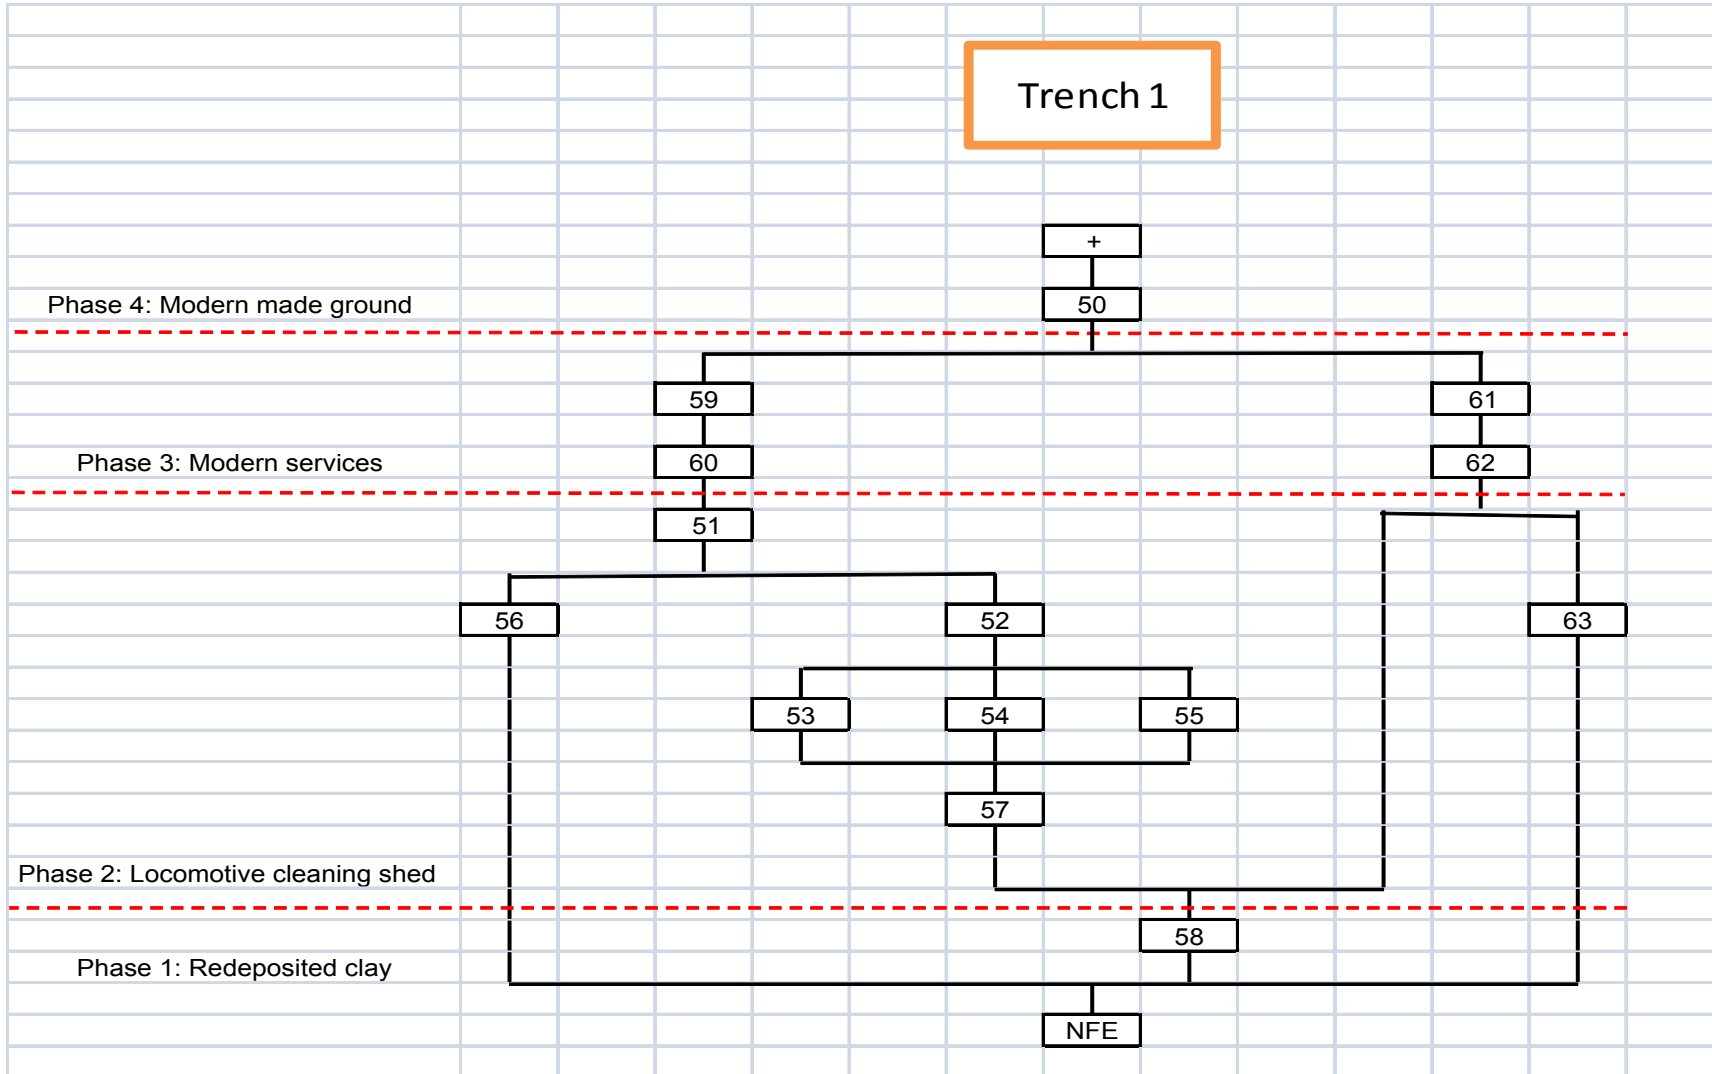 Trench 1
+
Phase 4: Modern made ground
50
59
61
Phase 3: Modern services
60
62
51
56
52
63
53
54
55
57
Phase 2: Locomotive cleaning shed
58
Phase 1: Redeposited clay
NFE